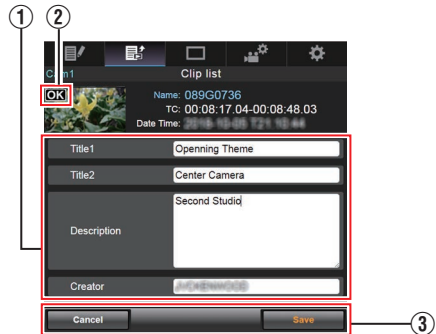 ① ②
Cam1 Clip list
OK
Name: 089G0736
TC: 00:08:17.04-00:08:48.03
Date Time:
Title1 Openning Theme
Title2 Center Camera
Description Second Studio
Creator
Cancel Save
③